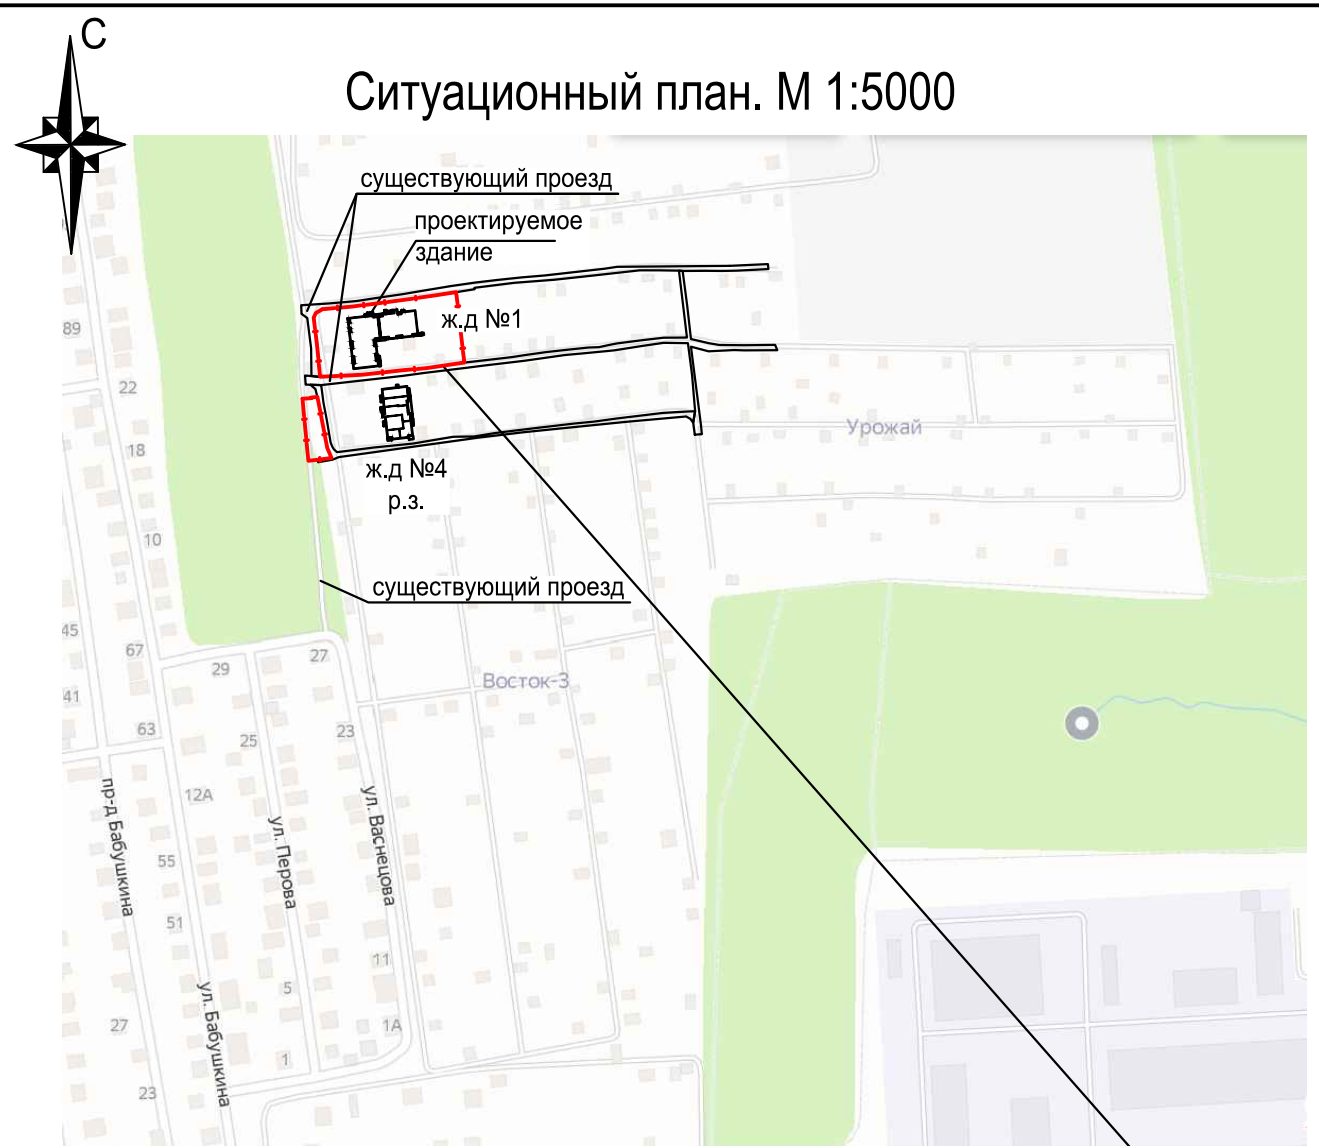 С
Ситуационный план. М 1:5000
существующий проезд
проектируемое
здание
ж.д №1
89
22
Урожай
18
ж.д №4
р.з.
10
существующий проезд
45
67
27
29
Восток-3
41
63
23
25
12А
пр-д Бабушкина
ул. Перова
ул. Васнецова
55
51
11
5
ул. Бабушкина
27
1А
1
23